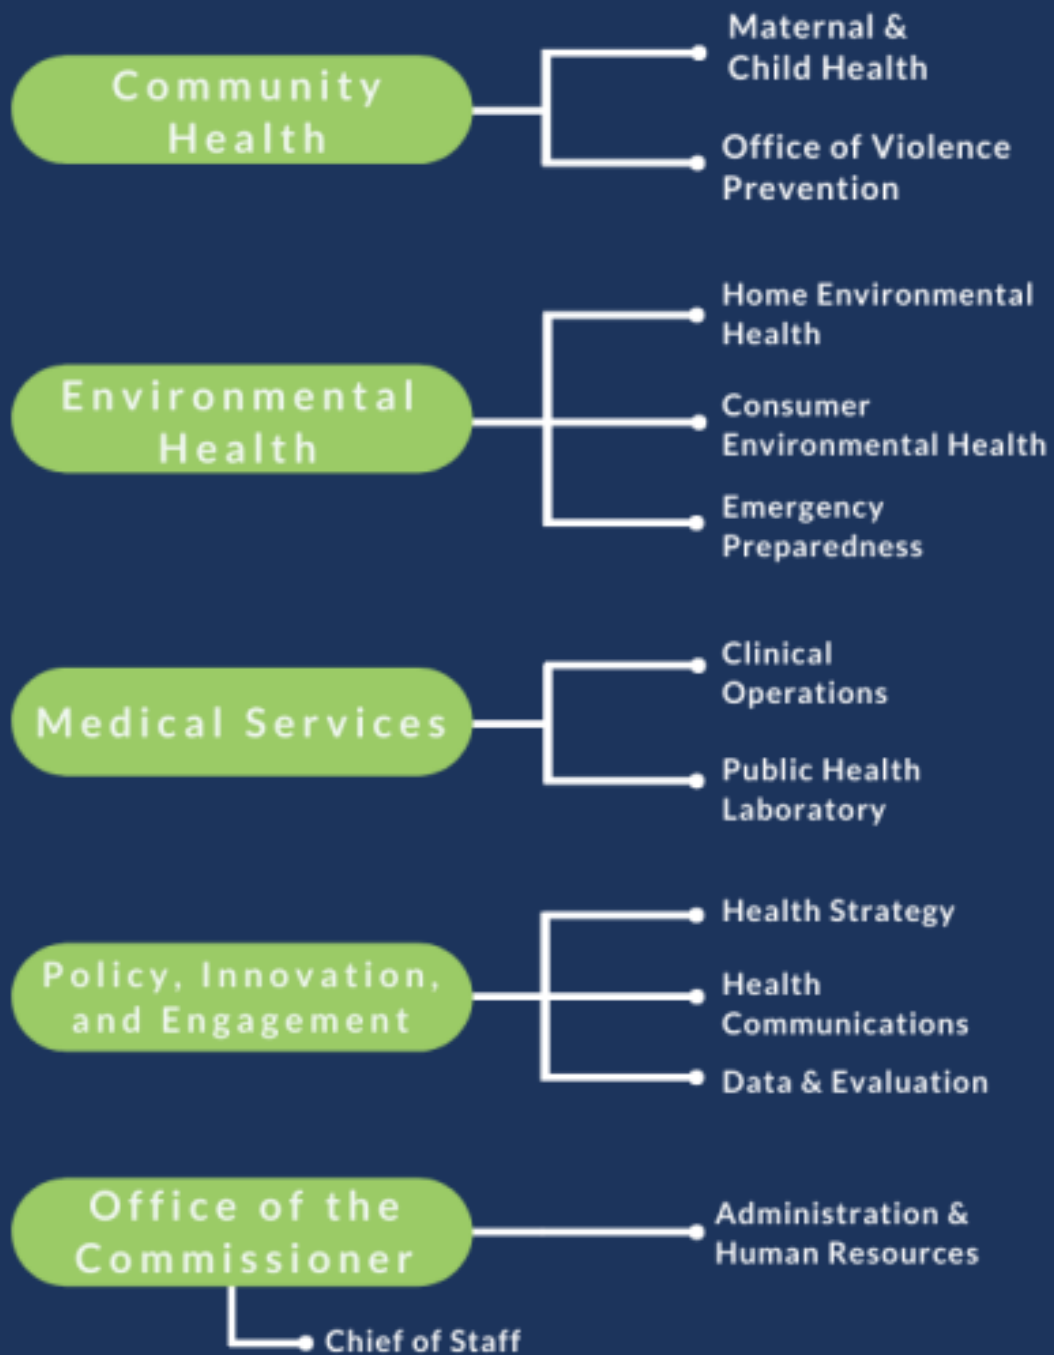 Community
Health
Maternal &
Child Health
Office of Violence
Prevention
Environmental
Health
Home Environmental
Health
Consumer
Environmental Health
Emergency
Preparedness
Medical Services
Clinical
Operations
Public Health
Laboratory
Policy, Innovation,
and Engagement
Health Strategy
Health
Communications
Data & Evaluation
Office of the
Commissioner
Administration &
Human Resources
Chief of Staff